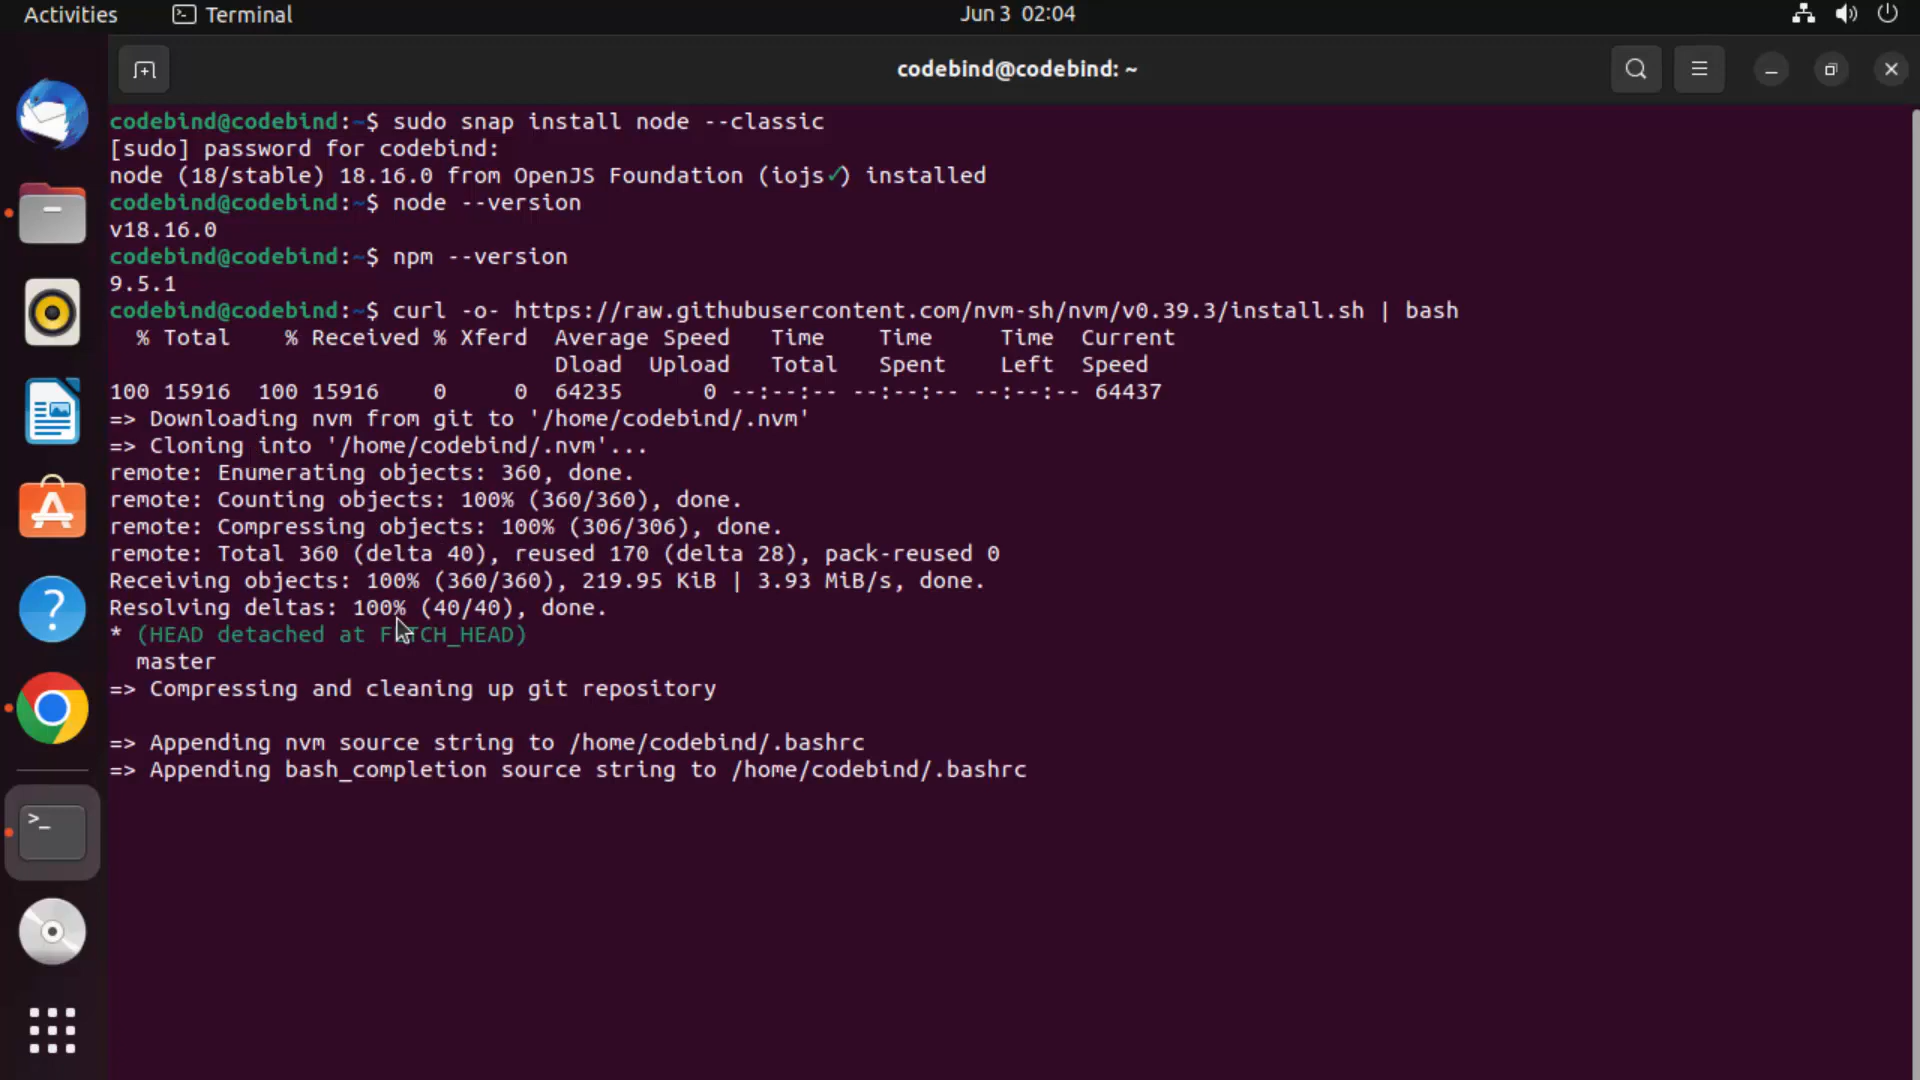 Activities Terminal Jun 3 02:04
codebind@codebind: ~
codebind@codebind:~$ sudo snap install node --classic
[sudo] password for codebind:
node (18/stable) 18.16.0 from OpenJS Foundation (iojs✓) installed
codebind@codebind:~$ node --version
v18.16.0
codebind@codebind:~$ npm --version
9.5.1
codebind@codebind:~$ curl -o- https://raw.githubusercontent.com/nvm-sh/nvm/v0.39.3/install.sh | bash
  % Total    % Received % Xferd  Average Speed   Time    Time     Time  Current
                                 Dload  Upload   Total   Spent    Left  Speed
100 15916  100 15916    0     0  64235      0 --:--:-- --:--:-- --:--:-- 64437
=> Downloading nvm from git to '/home/codebind/.nvm'
=> Cloning into '/home/codebind/.nvm'...
remote: Enumerating objects: 360, done.
remote: Counting objects: 100% (360/360), done.
remote: Compressing objects: 100% (306/306), done.
remote: Total 360 (delta 40), reused 170 (delta 28), pack-reused 0
Receiving objects: 100% (360/360), 219.95 KiB | 3.93 MiB/s, done.
Resolving deltas: 100% (40/40), done.
* (HEAD detached at FETCH_HEAD)
  master
=> Compressing and cleaning up git repository
=> Appending nvm source string to /home/codebind/.bashrc
=> Appending bash_completion source string to /home/codebind/.bashrc